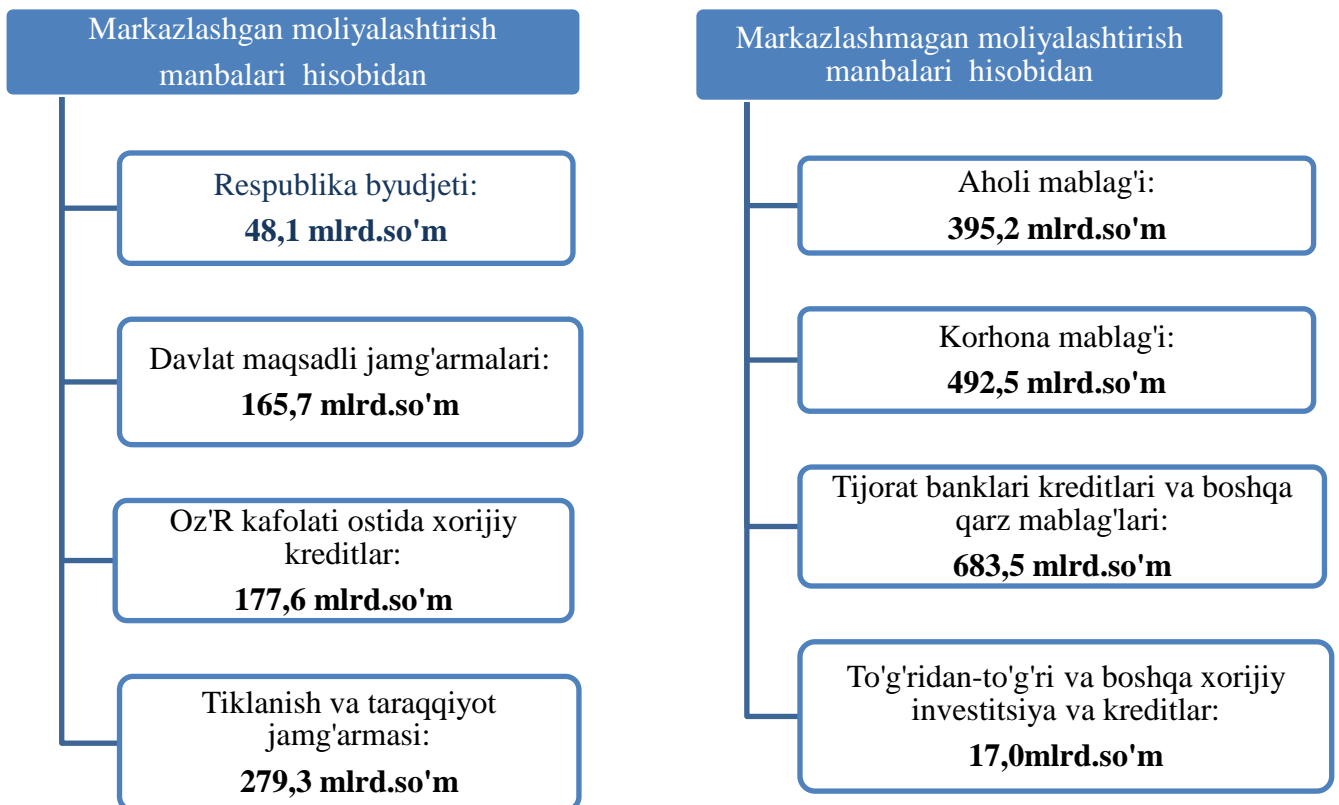 Markazlashgan moliyalashtirish
manbalari hisobidan
Respublika byudjeti:
48,1 mlrd.so'm
Davlat maqsadli jamg'armalari:
165,7 mlrd.so'm
Oz'R kafolati ostida xorijiy
kreditlar:
177,6 mlrd.so'm
Tiklanish va taraqqiyot
jamg'armasi:
279,3 mlrd.so'm
Markazlashmagan moliyalashtirish
manbalari hisobidan
Aholi mablag'i:
395,2 mlrd.so'm
Korhona mablag'i:
492,5 mlrd.so'm
Tijorat banklari kreditlari va boshqa
qarz mablag'lari:
683,5 mlrd.so'm
To'g'ridan-to'g'ri va boshqa xorijiy
investitsiya va kreditlar:
17,0mlrd.so'm